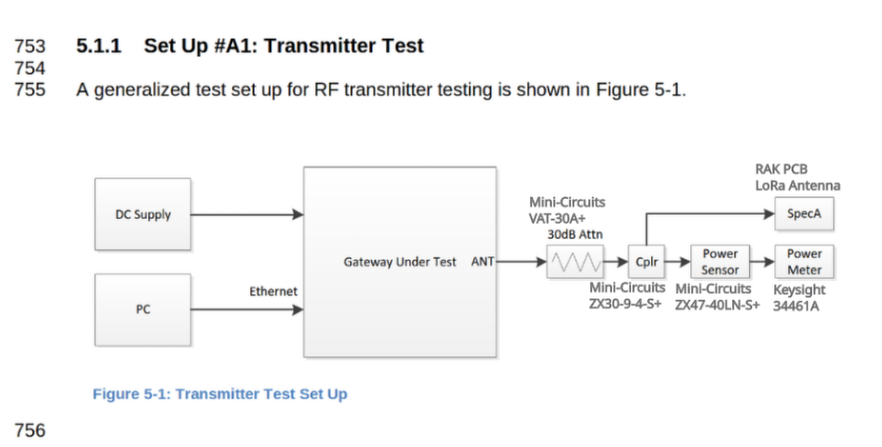 753 5.1.1 Set Up #A1: Transmitter Test
754
755 A generalized test set up for RF transmitter testing is shown in Figure 5-1.
RAK PCB
LoRa Antenna
DC Supply
Mini-Circuits
VAT-30A+
30dB Attn
SpecA
Gateway Under Test ANT
Cplr
Power
Sensor
Power
Meter
Ethernet
PC
Mini-Circuits
ZX30-9-4-S+
Mini-Circuits
ZX47-40LN-S+
Keysight
34461A
Figure 5-1: Transmitter Test Set Up
756